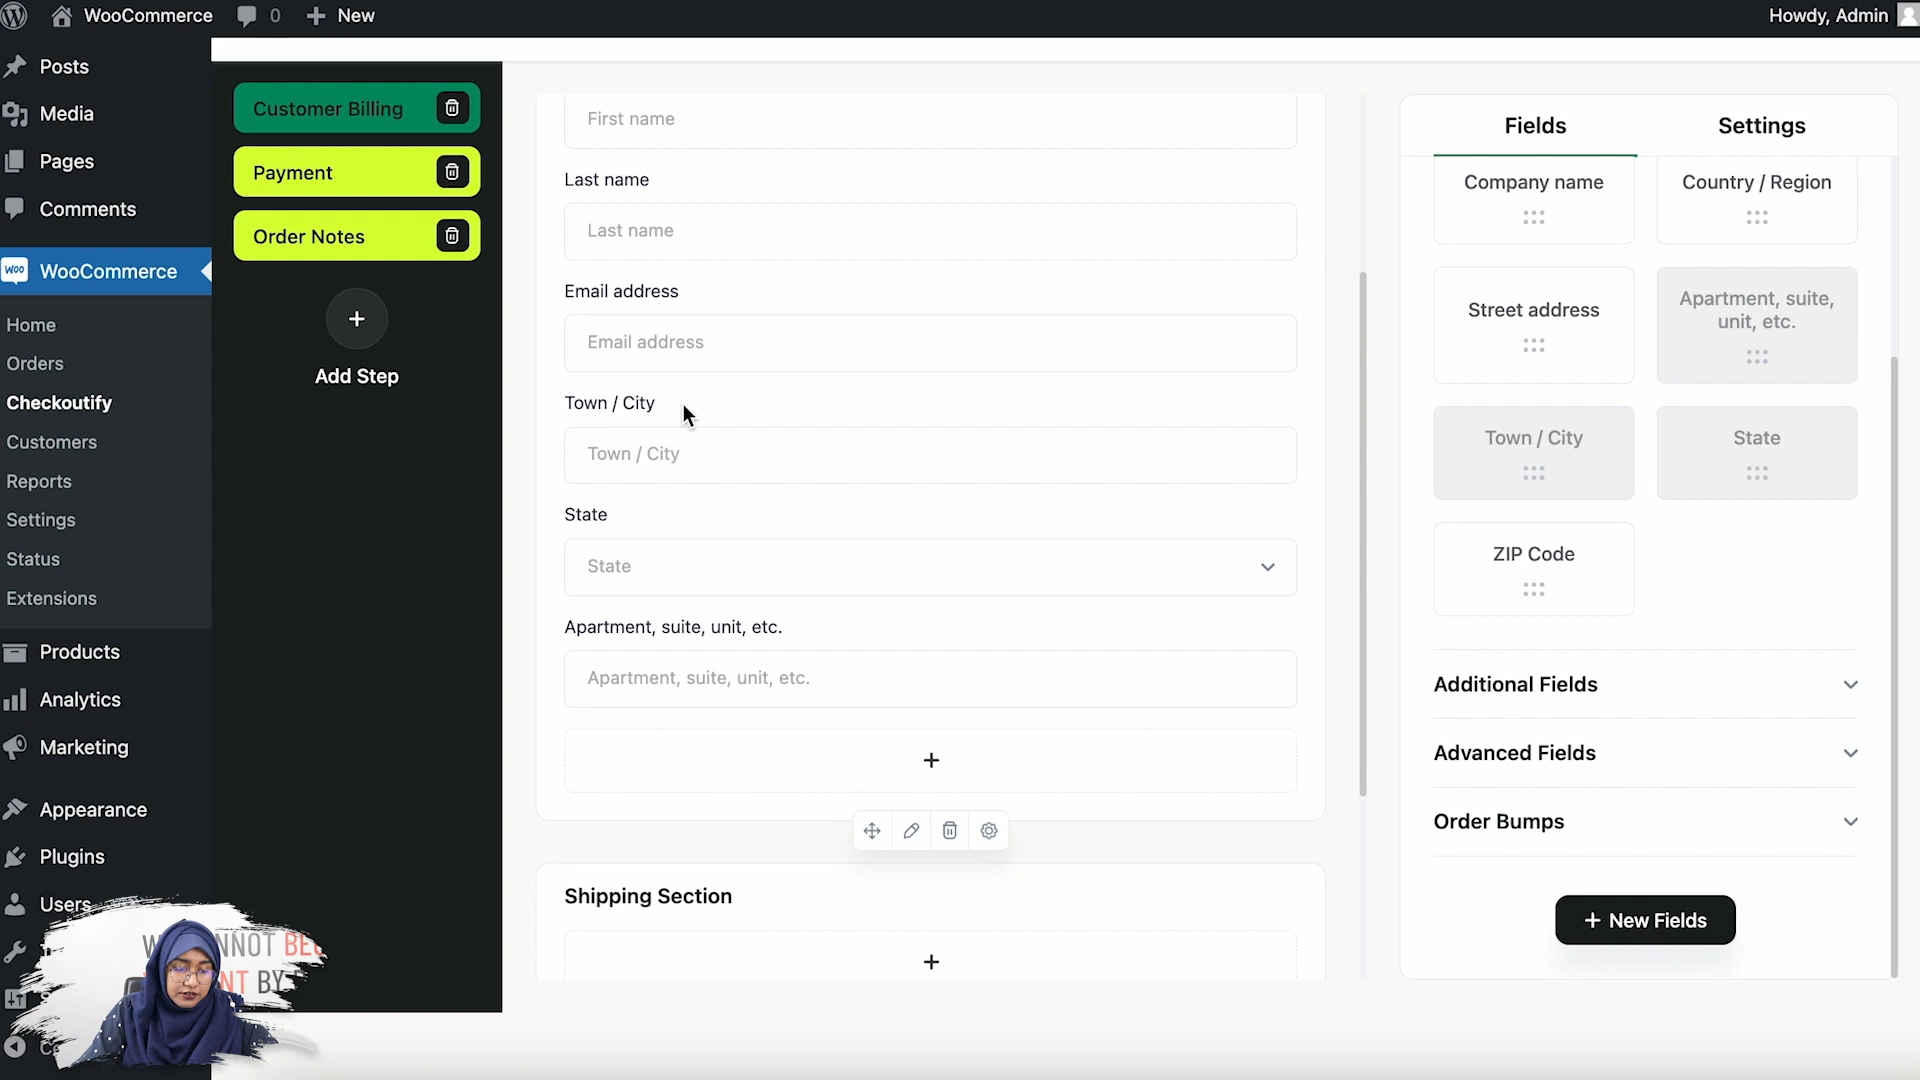 WooCommerce
0
New
Howdy, Admin
Posts
Media
Pages
Comments
WOO
WooCommerce
Home
Orders
Checkoutify
Customers
Reports
Settings
Status
Extensions
Products
Analytics
Marketing
Appearance
Plugins
Users
Customer Billing
Payment
Order Notes
+
Add Step
First name
Last name
Last name
Email address
Email address
Town / City
Town / City
State
State
Apartment, suite, unit, etc.
Apartment, suite, unit, etc.
+
Shipping Section
+
Fields
Settings
Company name
Country / Region
Street address
Apartment, suite,
unit, etc.
Town / City
State
ZIP Code
Additional Fields
Advanced Fields
Order Bumps
+ New Fields
BY